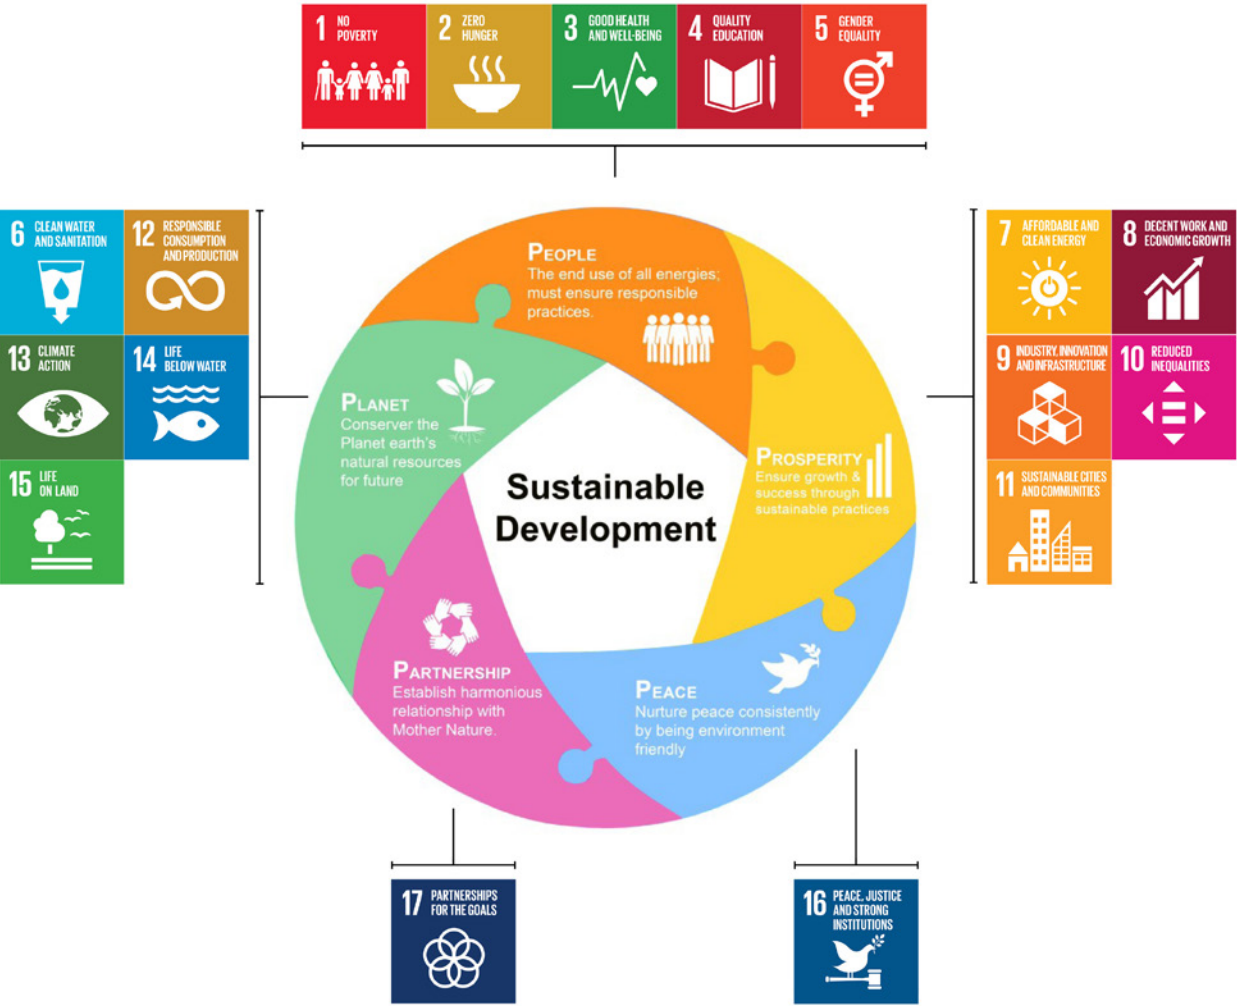 1 NO
POVERTY
2 ZERO
HUNGER
3 GOOD HEALTH
AND WELL-BEING
4 QUALITY
EDUCATION
5 GENDER
EQUALITY
6 CLEAN WATER
AND SANITATION
12 RESPONSIBLE
CONSUMPTION
AND PRODUCTION
13 CLIMATE
ACTION
14 LIFE
BELOW WATER
15 LIFE
ON LAND
PEOPLE
The end use of all energies;
must ensure responsible
practices.
PLANET
Conserver the
Planet earth's
natural resources
for future
Sustainable
Development
PROSPERITY
Ensure growth &
success through
sustainable practices
PARTNERSHIP
Establish harmonious
relationship with
Mother Nature.
PEACE
Nurture peace consistently
by being environment
friendly
7 AFFORDABLE AND
CLEAN ENERGY
8 DECENT WORK AND
ECONOMIC GROWTH
9 INDUSTRY, INNOVATION
AND INFRASTRUCTURE
10 REDUCED
INEQUALITIES
11 SUSTAINABLE CITIES
AND COMMUNITIES
17 PARTNERSHIPS
FOR THE GOALS
16 PEACE, JUSTICE
AND STRONG
INSTITUTIONS